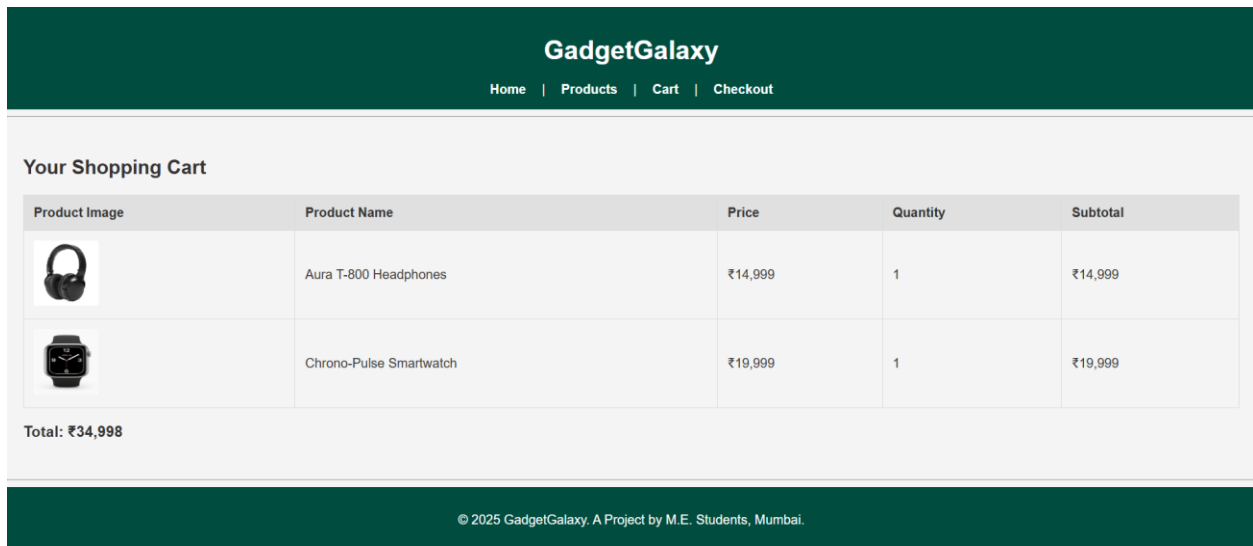 GadgetGalaxy
Home | Products | Cart | Checkout
Your Shopping Cart
Product Image Product Name Price Quantity Subtotal
Aura T-800 Headphones ₹14,999 1 ₹14,999
Chrono-Pulse Smartwatch ₹19,999 1 ₹19,999
Total: ₹34,998
© 2025 GadgetGalaxy. A Project by M.E. Students, Mumbai.